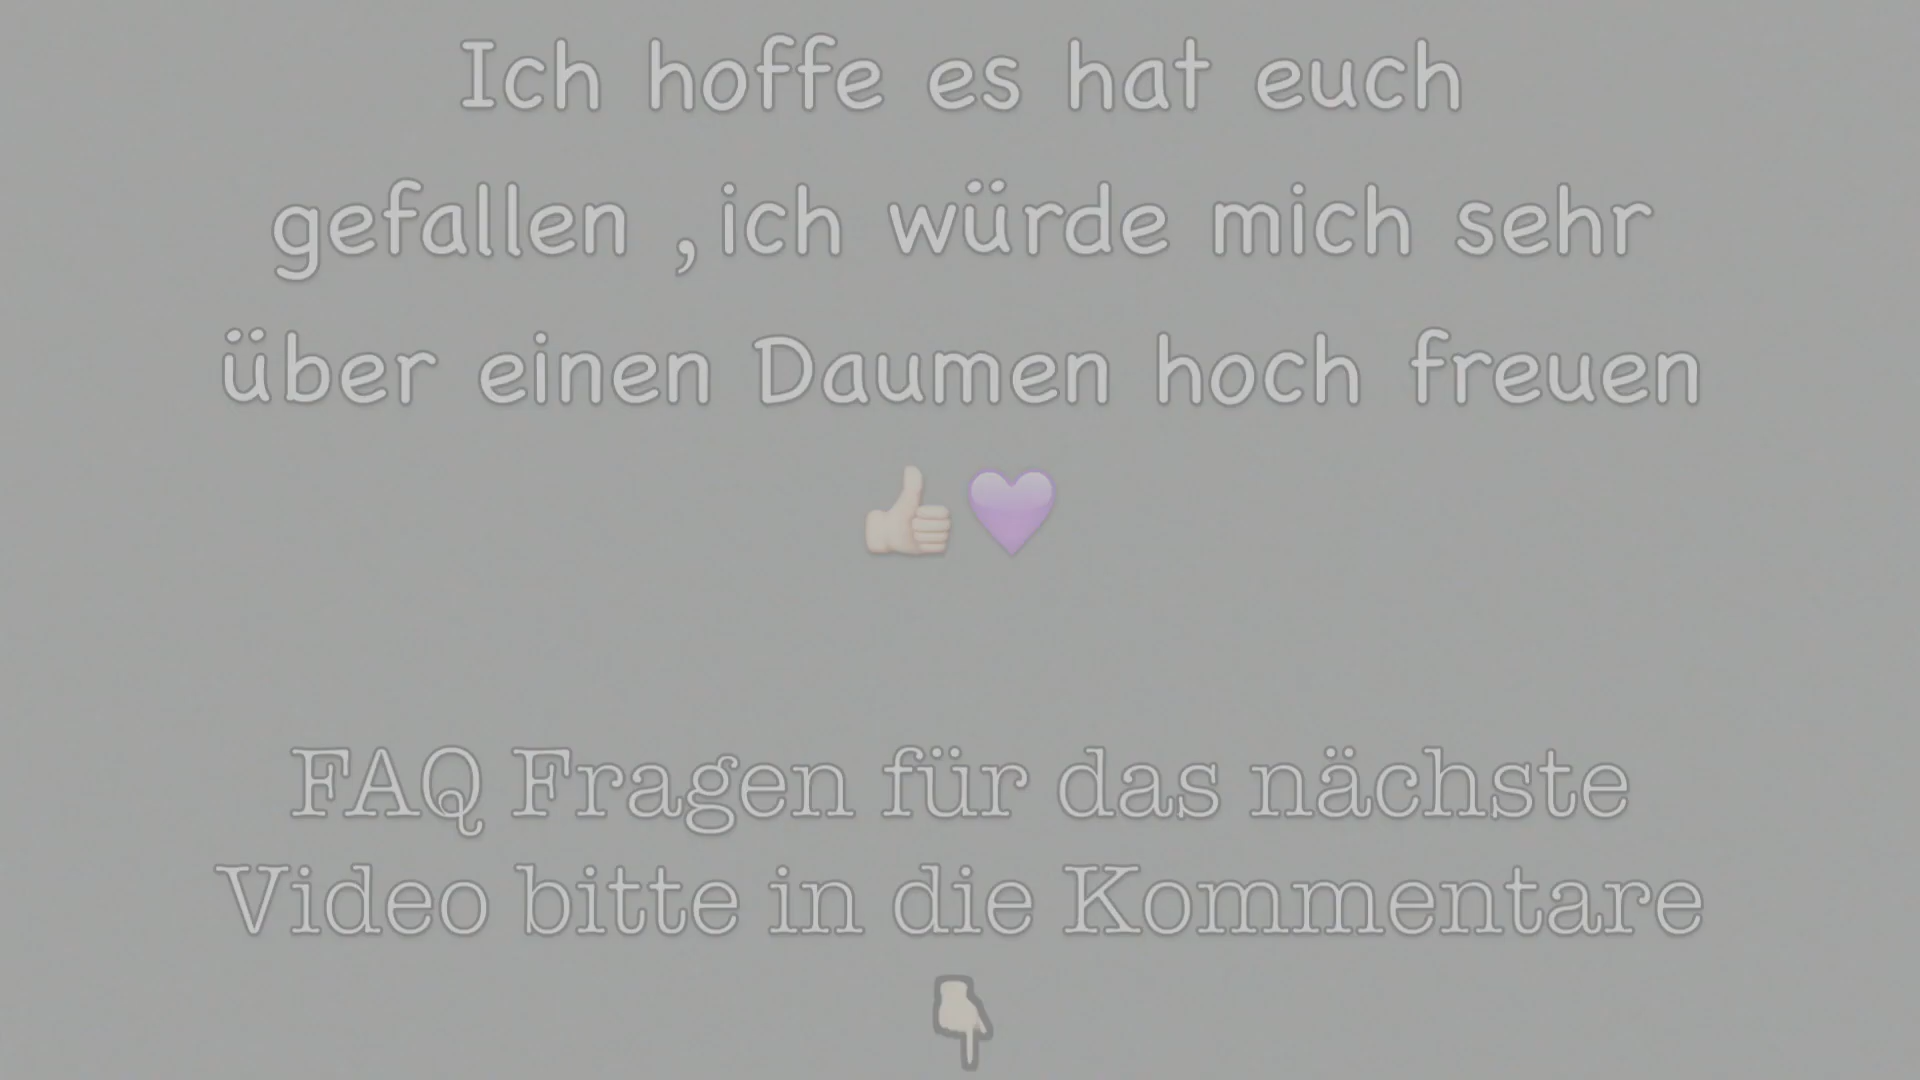 Ich hoffe es hat euch
gefallen ,ich würde mich sehr
über einen Daumen hoch freuen
👍🏻💜
FAQ Fragen für das nächste
Video bitte in die Kommentare
👇🏻